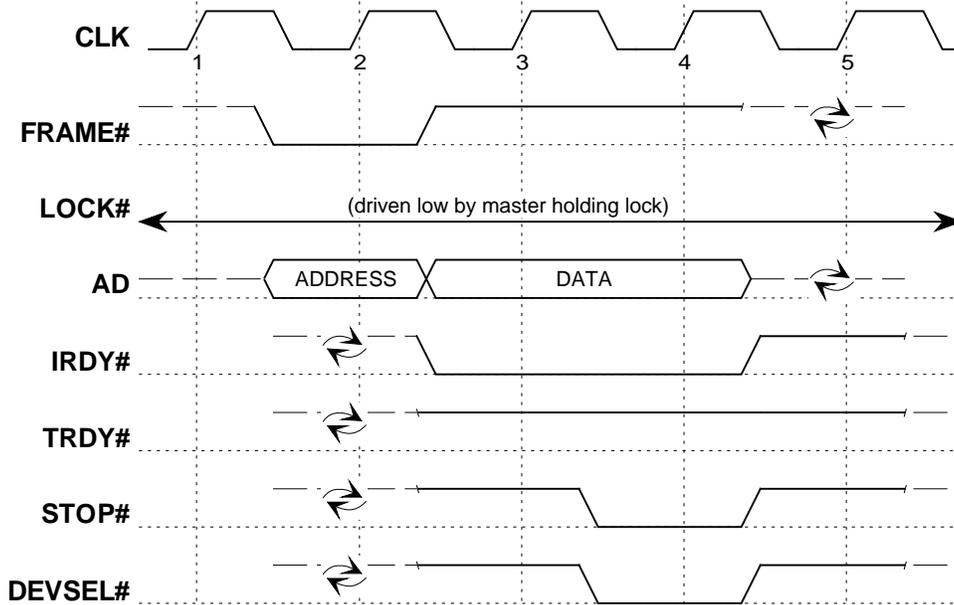 CLK
1 2 3 4 5
FRAME#
LOCK# (driven low by master holding lock)
AD ADDRESS DATA
IRDY#
TRDY#
STOP#
DEVSEL#